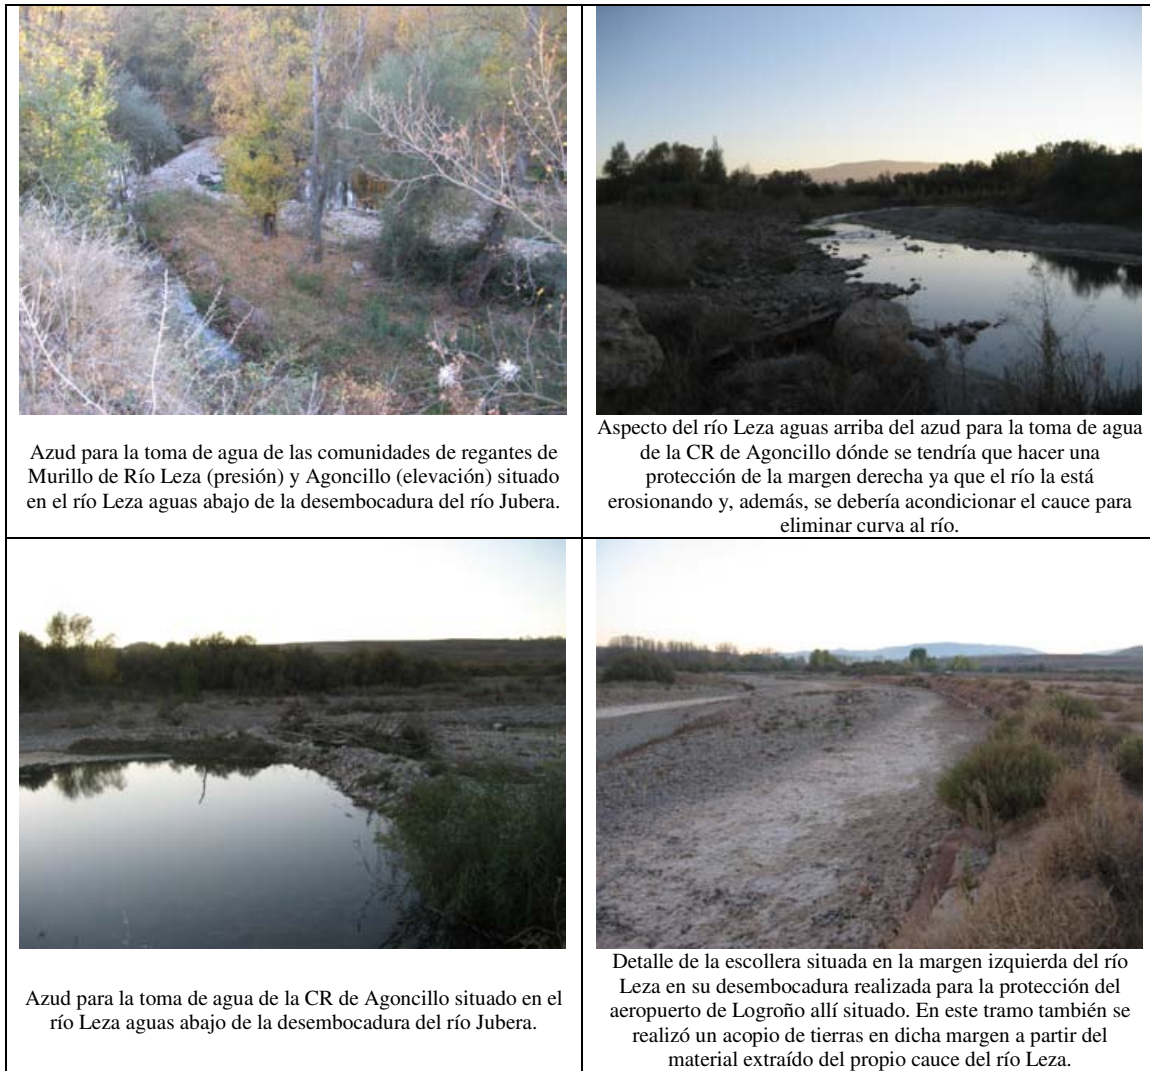 Azud para la toma de agua de las comunidades de regantes de
Murillo de Río Leza (presión) y Agoncillo (elevación) situado
en el río Leza aguas abajo de la desembocadura del río Jubera.
Aspecto del río Leza aguas arriba del azud para la toma de agua
de la CR de Agoncillo dónde se tendría que hacer una
protección de la margen derecha ya que el río la está
erosionando y, además, se debería acondicionar el cauce para
eliminar curva al río.
Azud para la toma de agua de la CR de Agoncillo situado en el
río Leza aguas abajo de la desembocadura del río Jubera.
Detalle de la escollera situada en la margen izquierda del río
Leza en su desembocadura realizada para la protección del
aeropuerto de Logroño allí situado. En este tramo también se
realizó un acopio de tierras en dicha margen a partir del
material extraído del propio cauce del río Leza.